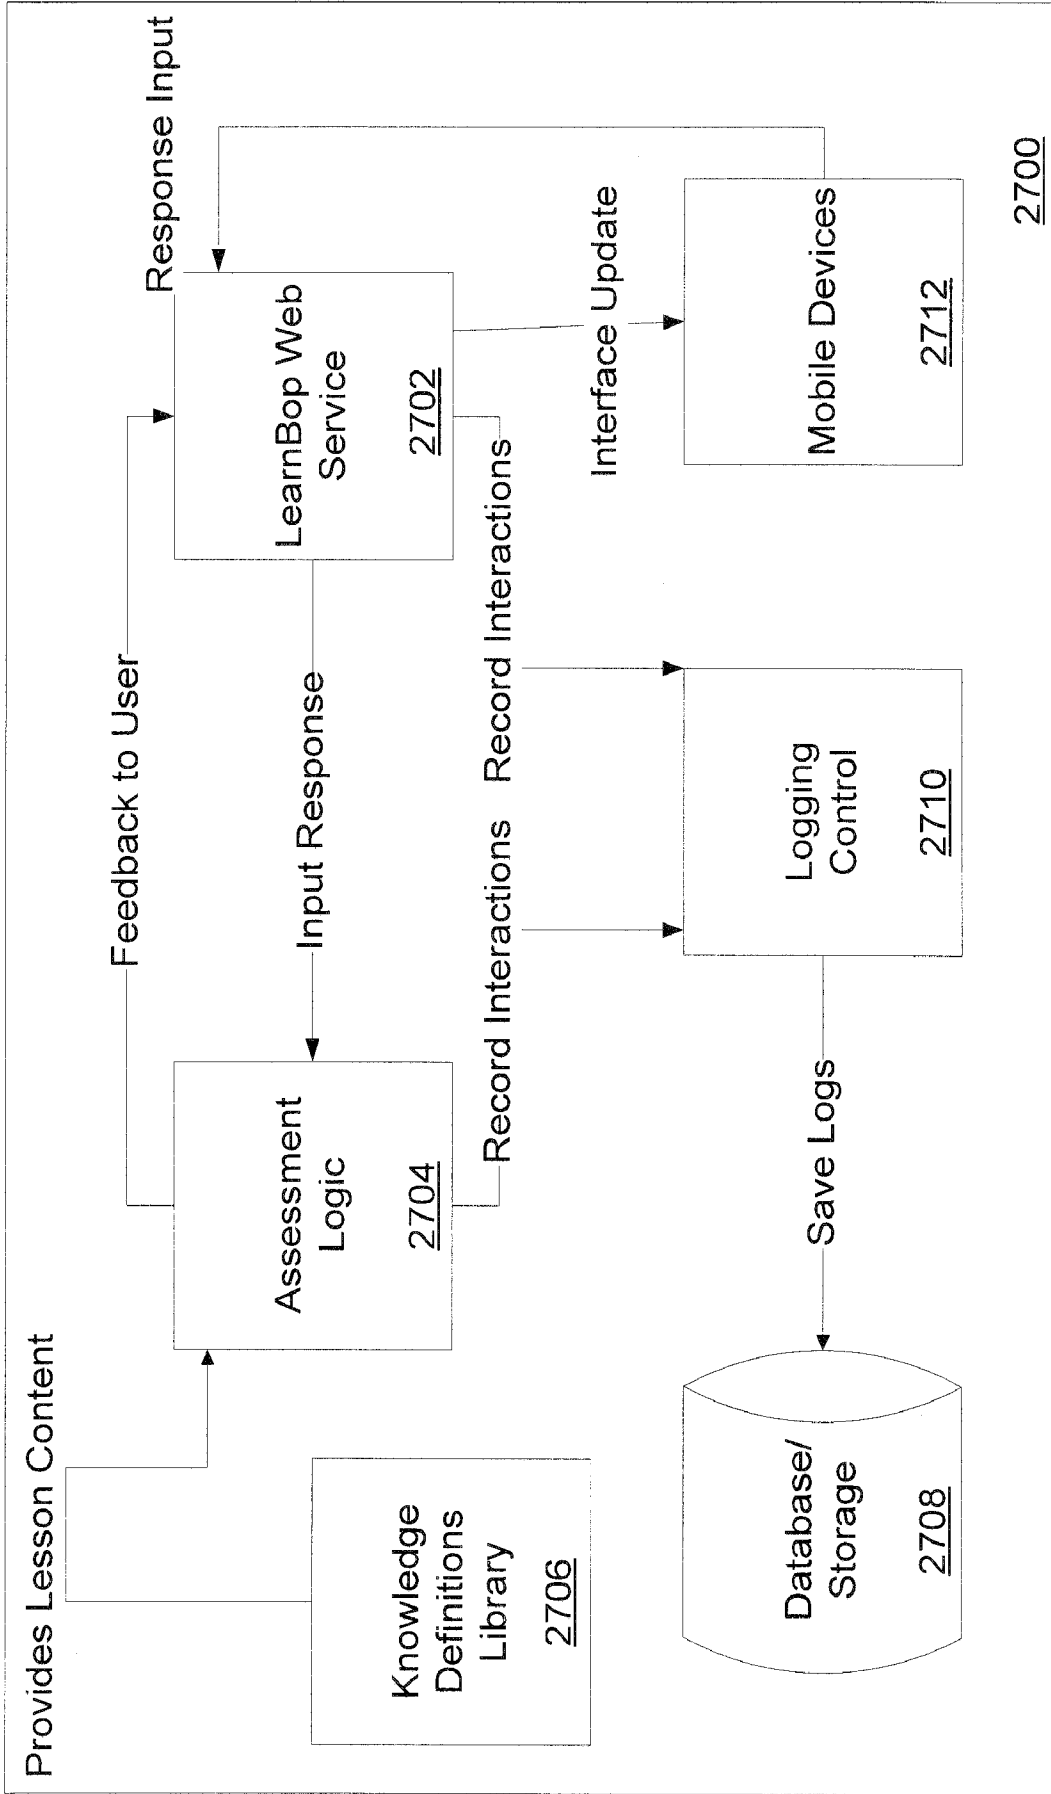 Provides Lesson Content
Feedback to User
Response Input
Knowledge
Definitions
Library
2706
Assessment
Logic
2704
Input Response
LearnBop Web
Service
2702
Record Interactions
Record Interactions
Interface Update
Database/
Storage
2708
Save Logs
Logging
Control
2710
Mobile Devices
2712
2700